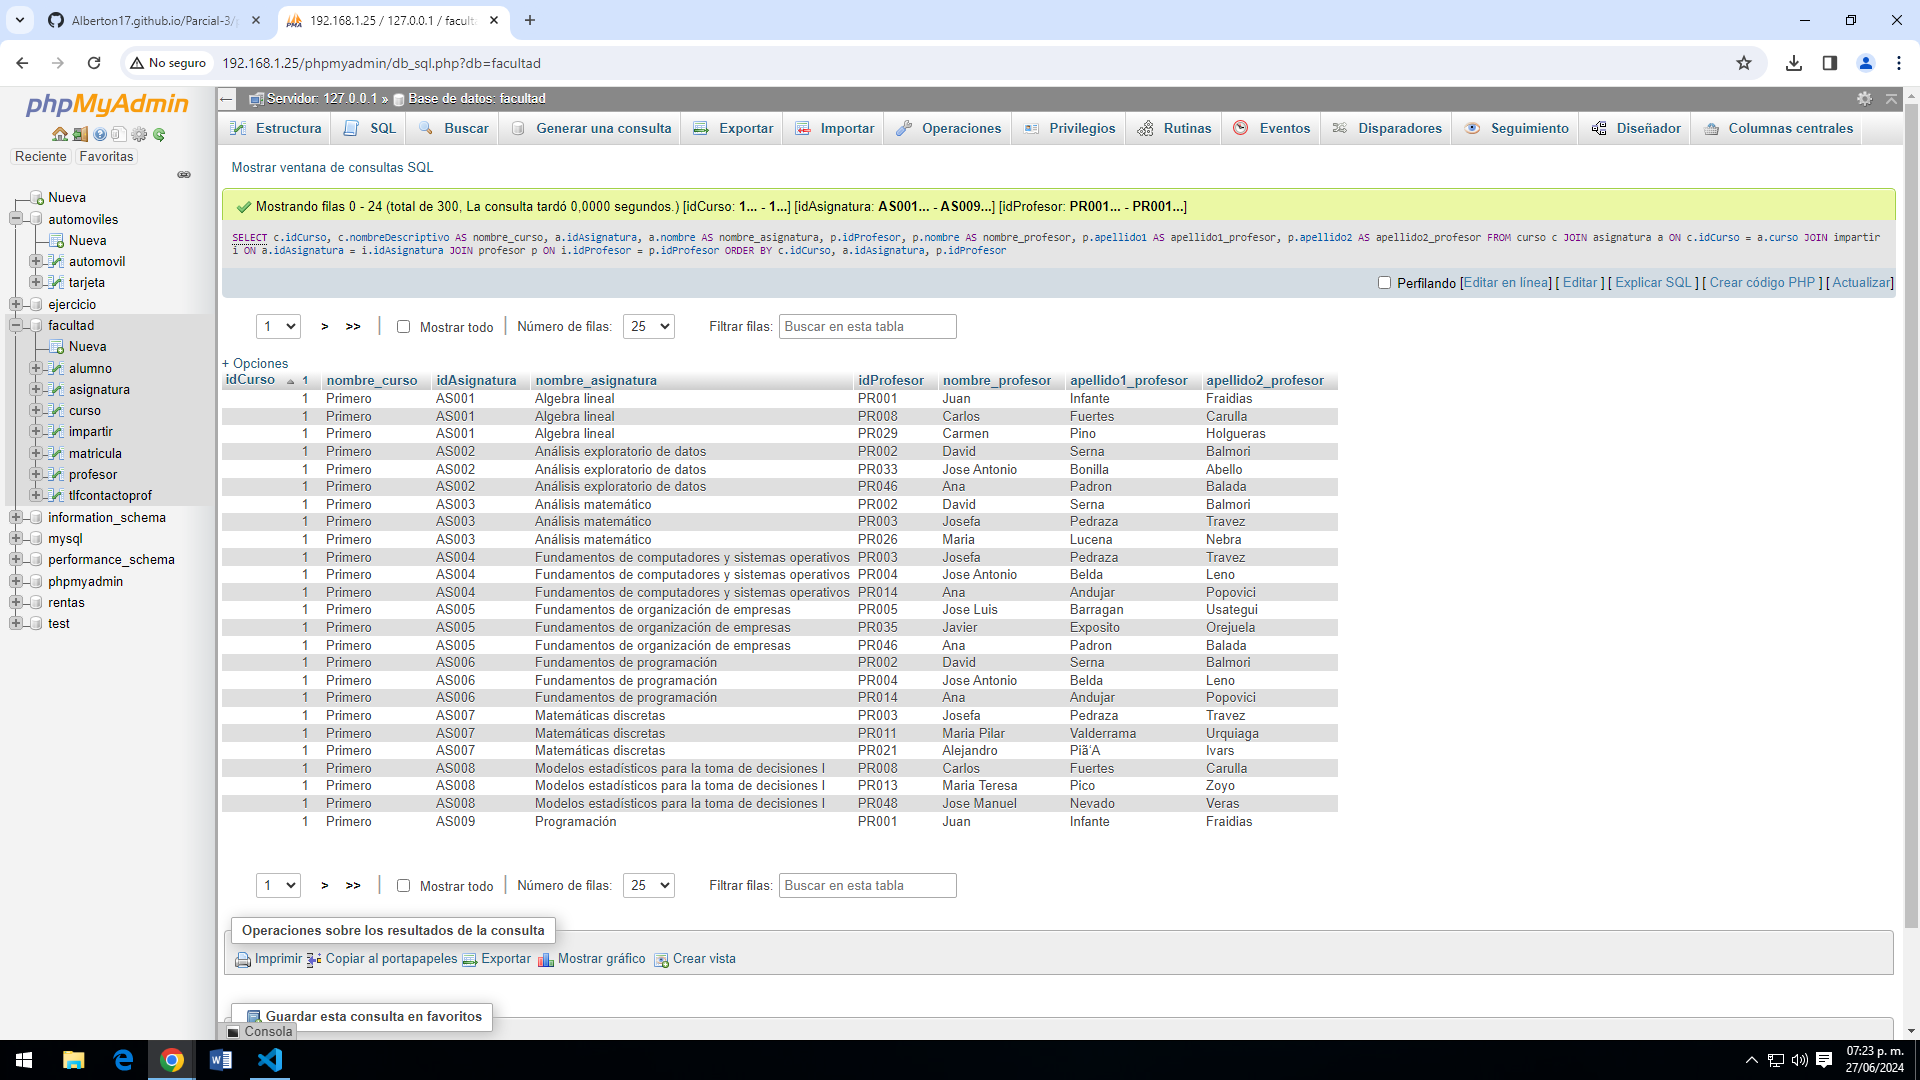 Alberton17.github.io/Parcial-3/p
192.168.1.25 / 127.0.0.1 / faculta
No seguro
192.168.1.25/phpmyadmin/db_sql.php?db=facultad
phpMyAdmin
Reciente
Favoritas
Nueva
automoviles
Nueva
automovil
tarjeta
ejercicio
facultad
Nueva
alumno
asignatura
curso
impartir
matricula
profesor
tlfcontactoprof
information_schema
mysql
performance_schema
phpmyadmin
rentas
test
Servidor: 127.0.0.1 » Base de datos: facultad
Estructura SQL Buscar Generar una consulta Exportar Importar Operaciones Privilegios Rutinas Eventos Disparadores Seguimiento Diseñador Columnas centrales
Mostrar ventana de consultas SQL
Mostrando filas 0 - 24 (total de 300, La consulta tardó 0,0000 segundos.) [idCurso: 1... - 1...] [idAsignatura: AS001... - AS009...] [idProfesor: PR001... - PR001...]
SELECT c.idCurso, c.nombreDescriptivo AS nombre_curso, a.idAsignatura, a.nombre AS nombre_asignatura, p.idProfesor, p.nombre AS nombre_profesor, p.apellido1 AS apellido1_profesor, p.apellido2 AS apellido2_profesor FROM curso c JOIN asignatura a ON c.idCurso = a.curso JOIN impartir
i ON a.idAsignatura = i.idAsignatura JOIN profesor p ON i.idProfesor = p.idProfesor ORDER BY c.idCurso, a.idAsignatura, p.idProfesor
Perfilando [Editar en línea] [ Editar ] [ Explicar SQL ] [ Crear código PHP ] [ Actualizar]
1 > >> | Mostrar todo | Número de filas: 25 Filtrar filas: Buscar en esta tabla
+ Opciones
idCurso 1 nombre_curso idAsignatura nombre_asignatura idProfesor nombre_profesor apellido1_profesor apellido2_profesor
1 Primero AS001 Algebra lineal PR001 Juan Infante Fraidias
1 Primero AS001 Algebra lineal PR008 Carlos Fuertes Carulla
1 Primero AS001 Algebra lineal PR029 Carmen Pino Holgueras
1 Primero AS002 Análisis exploratorio de datos PR002 David Serna Balmori
1 Primero AS002 Análisis exploratorio de datos PR033 Jose Antonio Bonilla Abello
1 Primero AS002 Análisis exploratorio de datos PR046 Ana Padron Balada
1 Primero AS003 Análisis matemático PR002 David Serna Balmori
1 Primero AS003 Análisis matemático PR003 Josefa Pedraza Travez
1 Primero AS003 Análisis matemático PR026 Maria Lucena Nebra
1 Primero AS004 Fundamentos de computadores y sistemas operativos PR003 Josefa Pedraza Travez
1 Primero AS004 Fundamentos de computadores y sistemas operativos PR004 Jose Antonio Belda Leno
1 Primero AS004 Fundamentos de computadores y sistemas operativos PR014 Ana Andujar Popovici
1 Primero AS005 Fundamentos de organización de empresas PR005 Jose Luis Barragan Usategui
1 Primero AS005 Fundamentos de organización de empresas PR035 Javier Exposito Orejuela
1 Primero AS005 Fundamentos de organización de empresas PR046 Ana Padron Balada
1 Primero AS006 Fundamentos de programación PR002 David Serna Balmori
1 Primero AS006 Fundamentos de programación PR004 Jose Antonio Belda Leno
1 Primero AS006 Fundamentos de programación PR014 Ana Andujar Popovici
1 Primero AS007 Matemáticas discretas PR003 Josefa Pedraza Travez
1 Primero AS007 Matemáticas discretas PR011 Maria Pilar Valderrama Urquiaga
1 Primero AS007 Matemáticas discretas PR021 Alejandro Piã‘A Ivars
1 Primero AS008 Modelos estadísticos para la toma de decisiones I PR008 Carlos Fuertes Carulla
1 Primero AS008 Modelos estadísticos para la toma de decisiones I PR013 Maria Teresa Pico Zoyo
1 Primero AS008 Modelos estadísticos para la toma de decisiones I PR048 Jose Manuel Nevado Veras
1 Primero AS009 Programación PR001 Juan Infante Fraidias
1 > >> | Mostrar todo | Número de filas: 25 Filtrar filas: Buscar en esta tabla
Operaciones sobre los resultados de la consulta
Imprimir Copiar al portapapeles Exportar Mostrar gráfico Crear vista
Guardar esta consulta en favoritos
Consola
07:23 p. m.
27/06/2024